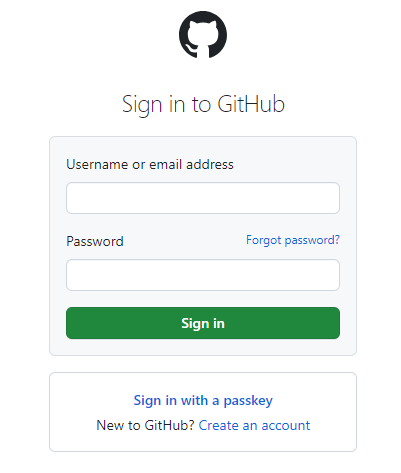 Sign in to GitHub
Username or email address
Password Forgot password?
Sign in
Sign in with a passkey
New to GitHub? Create an account